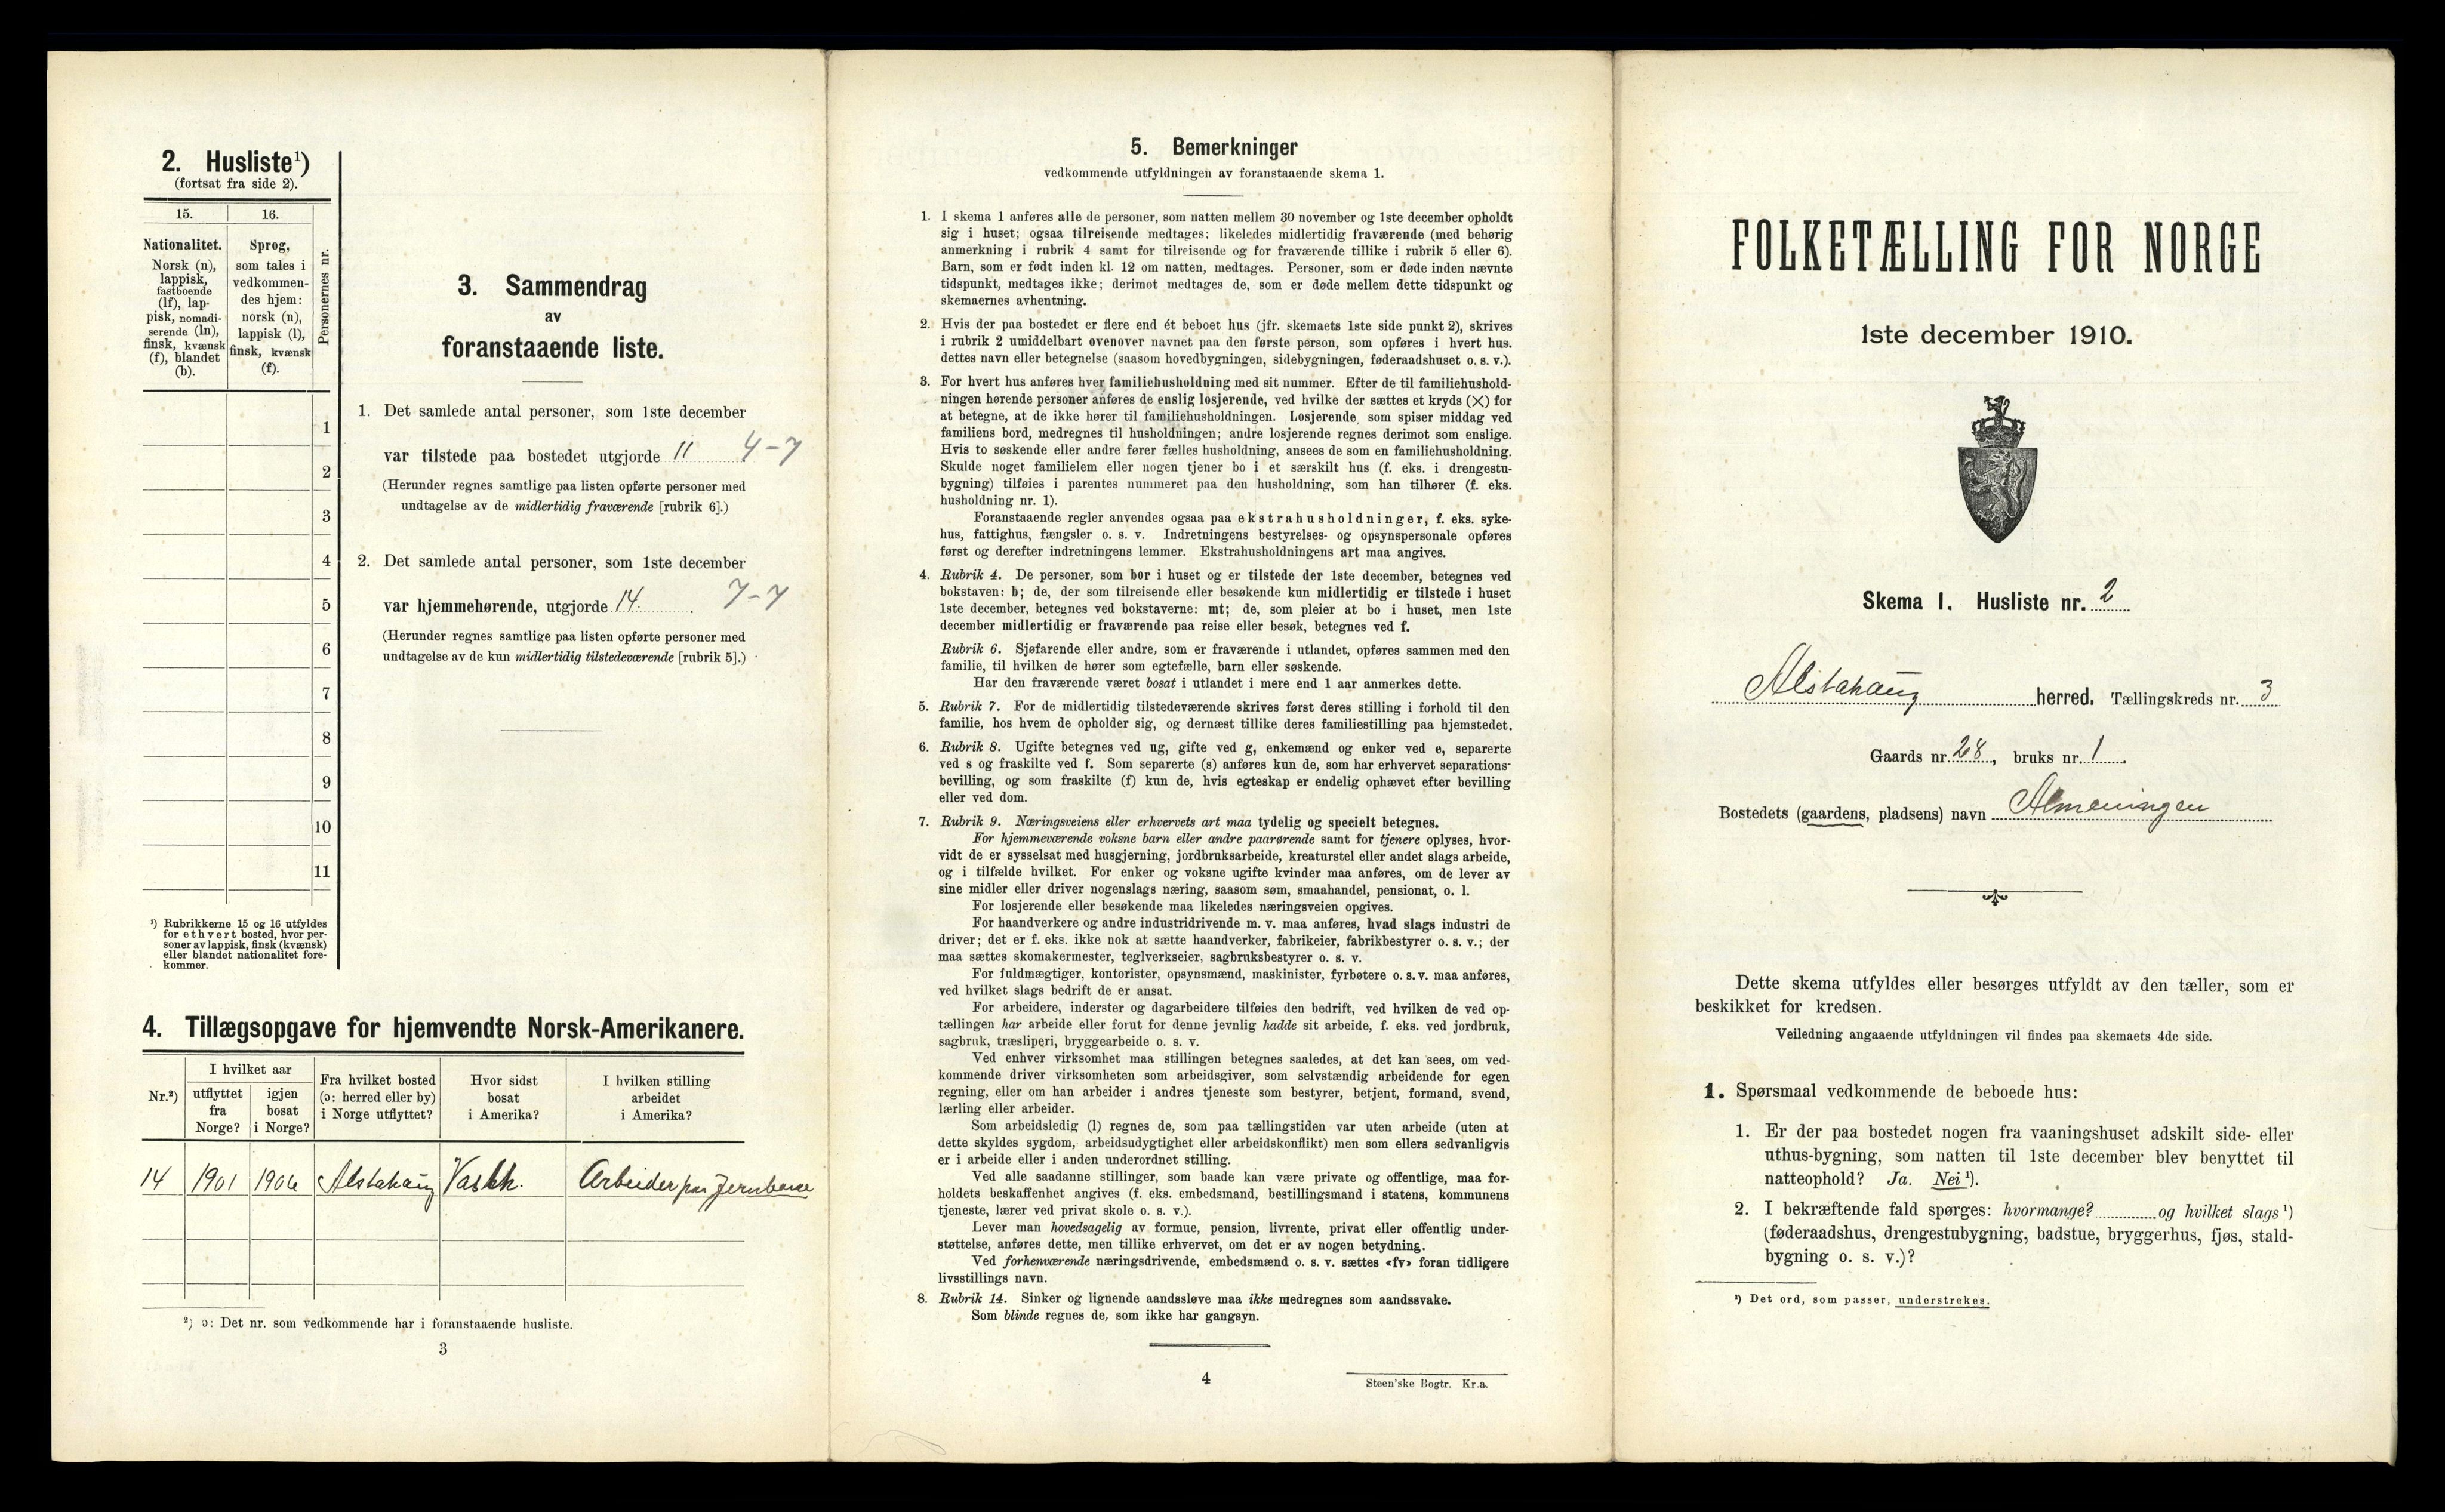 2. Husliste¹)
(fortsat fra side 2).
15.
16.
Personernes nr.
Nationalitet.
Norsk (n),
lappisk,
fastboende
(lf), lap-
pisk, nomadi-
serende (ln),
finsk, kvænsk
(f), blandet
(b).
Sprog,
som tales i
vedkommen-
des hjem:
norsk (n),
lappisk (l),
finsk, kvænsk
(f).
1
2
3
4
5
6
7
8
9
10
11
¹) Rubrikkerne 15 og 16 utfyldes
for ethvert bosted, hvor per-
soner av lappisk, finsk (kvænsk)
eller blandet nationalitet fore-
kommer.
3. Sammendrag
av
foranstaaende liste.
1. Det samlede antal personer, som 1ste december
var tilstede paa bostedet utgjorde 11 4-7
(Herunder regnes samtlige paa listen opførte personer med
undtagelse av de midlertidig fraværende [rubrik 6].)
2. Det samlede antal personer, som 1ste december
var hjemmehørende, utgjorde 14. 7-7
(Herunder regnes samtlige paa listen opførte personer med
undtagelse av de kun midlertidig tilstedeværende [rubrik 5].)
4. Tillægsopgave for hjemvendte Norsk-Amerikanere.
Nr.²)
I hvilket aar
utflyttet
fra
Norge?
igjen
bosat
i Norge?
Fra hvilket bosted
(ɔ: herred eller by)
i Norge utflyttet?
Hvor sidst
bosat
i Amerika?
I hvilken stilling
arbeidet
i Amerika?
14 1901 1906 Alstahaug Vashh. Arbeider paa Jernbane
²) ɔ: Det nr. som vedkommende har i foranstaaende husliste.
3
5. Bemerkninger
vedkommende utfyldningen av foranstaaende skema 1.
1. I skema 1 anføres alle de personer, som natten mellem 30 november og 1ste december opholdt
sig i huset; ogsaa tilreisende medtages; likeledes midlertidig fraværende (med behørig
anmerkning i rubrik 4 samt for tilreisende og for fraværende tillike i rubrik 5 eller 6).
Barn, som er født inden kl. 12 om natten, medtages. Personer, som er døde inden nævnte
tidspunkt, medtages ikke; derimot medtages de, som er døde mellem dette tidspunkt og
skemaernes avhentning.
2. Hvis der paa bostedet er flere end ét beboet hus (jfr. skemaets 1ste side punkt 2), skrives
i rubrik 2 umiddelbart ovenover navnet paa den første person, som opføres i hvert hus.
dettes navn eller betegnelse (saasom hovedbygningen, sidebygningen, føderaadshuset o. s. v.).
3. For hvert hus anføres hver familiehusholdning med sit nummer. Efter de til familiehushold-
ningen hørende personer anføres de enslig losjerende, ved hvilke der sættes et kryds (×) for
at betegne, at de ikke hører til familiehusholdningen. Losjerende som spiser middag ved
familiens bord, medregnes til husholdningen; andre losjerende regnes derimot som enslige.
Hvis to søskende eller andre fører fælles husholdning, ansees de som en familiehusholdning.
Skulde noget familielem eller nogen tjener bo i et særskilt hus (f. eks. i drengestu-
bygning) tilføies i parentes nummeret paa den husholdning, som han tilhører (f. eks.
husholdning nr. 1).
Foranstaaende regler anvendes ogsaa paa ekstrahusholdninger, f. eks. syke-
hus, fattighus, fængsler o. s. v. Indretningens bestyrelses- og opsynspersonale opføres
først og derefter indretningens lemmer. Ekstrahusholdningens art maa angives.
4. Rubrik 4. De personer, som bor i huset og er tilstede der 1ste december, betegnes ved
bokstaven: b; de, der som tilreisende eller besøkende kun midlertidig er tilstede i huset
1ste december, betegnes ved bokstaverne: mt; de, som pleier at bo i huset, men 1ste
december midlertidig er fraværende paa reise eller besøk, betegnes ved f.
Rubrik 6. Sjøfarende eller andre, som er fraværende i utlandet, opføres sammen med den
familie, til hvilken de hører som egtefælle, barn eller søskende.
Har den fraværende været bosat i utlandet i mere end 1 aar anmerkes dette.
5. Rubrik 7. For de midlertidig tilstedeværende skrives først deres stilling i forhold til den
familie, hos hvem de opholder sig, og dernæst tillike deres familiestilling paa hjemstedet.
6. Rubrik 8. Ugifte betegnes ved ug, gifte ved g, enkemænd og enker ved e, separerte
ved s og fraskilte ved f. Som separerte (s) anføres kun de, som har erhvervet separations-
bevilling, og som fraskilte (f) kun de, hvis egteskap er endelig ophævet efter bevilling
eller ved dom.
7. Rubrik 9. Næringsveiens eller erhvervets art maa tydelig og specielt betegnes.
For hjemmeværende voksne barn eller andre paarørende samt for tjenere oplyses, hvor-
vidt de er sysselsat med husgjerning, jordbruksarbeide, kreaturstel eller andet slags arbeide,
og i tilfælde hvilket. For enker og voksne ugifte kvinder maa anføres, om de lever av
sine midler eller driver nogenslags næring, saasom søm, smaahandel, pensionat, o. l.
For losjerende eller besøkende maa likeledes næringsveien opgives.
For haandverkere og andre industridrivende m. v. maa anføres, hvad slags industri de
driver; det er f. eks. ikke nok at sætte haandverker, fabrikeier, fabrikbestyrer o. s. v.; der
maa sættes skomakermester, teglverkseier, sagbruksbestyrer o. s. v.
For fuldmægtiger, kontorister, opsynsmænd, maskinister, fyrbøtere o. s. v. maa anføres,
ved hvilket slags bedrift de er ansat.
For arbeidere, inderster og dagarbeidere tilføies den bedrift, ved hvilken de ved op-
tællingen har arbeide eller forut for denne jevnlig hadde sit arbeide, f. eks. ved jordbruk,
sagbruk, træsliperi, bryggearbeide o. s. v.
Ved enhver virksomhet maa stillingen betegnes saaledes, at det kan sees, om ved-
kommende driver virksomheten som arbeidsgiver, som selvstændig arbeidende for egen
regning, eller om han arbeider i andres tjeneste som bestyrer, betjent, formand, svend,
lærling eller arbeider.
Som arbeidsledig (l) regnes de, som paa tællingstiden var uten arbeide (uten at
dette skyldes sygdom, arbeidsudygtighet eller arbeidskonflikt) men som ellers sedvanligvis
er i arbeide eller i anden underordnet stilling.
Ved alle saadanne stillinger, som baade kan være private og offentlige, maa for-
holdets beskaffenhet angives (f. eks. embedsmand, bestillingsmand i statens, kommunens
tjeneste, lærer ved privat skole o. s. v.).
Lever man hovedsagelig av formue, pension, livrente, privat eller offentlig under-
støttelse, anføres dette, men tillike erhvervet, om det er av nogen betydning.
Ved forhenværende næringsdrivende, embedsmænd o. s. v. sættes «fv» foran tidligere
livsstillings navn.
8. Rubrik 14. Sinker og lignende aandssløve maa ikke medregnes som aandssvake.
Som blinde regnes de, som ikke har gangsyn.
4
Steen'ske Bogtr. Kr.a.
FOLKETÆLLING FOR NORGE
1ste december 1910.
Skema 1. Husliste nr. 2
Alstahaug herred. Tællingskreds nr. 3
Gaards nr. 28, bruks nr. 1.
Bostedets (gaardens, pladsens) navn Almeningen
Dette skema utfyldes eller besørges utfyldt av den tæller, som er
beskikket for kredsen.
Veiledning angaaende utfyldningen vil findes paa skemaets 4de side.
1. Spørsmaal vedkommende de beboede hus:
1. Er der paa bostedet nogen fra vaaningshuset adskilt side- eller
uthus-bygning, som natten til 1ste december blev benyttet til
natteophold? Ja. Nei ¹).
2. I bekræftende fald spørges: hvormange? og hvilket slags ¹)
(føderaadshus, drengestubygning, badstue, bryggerhus, fjøs, stald-
bygning o. s. v.)?
¹) Det ord, som passer, understrekes.